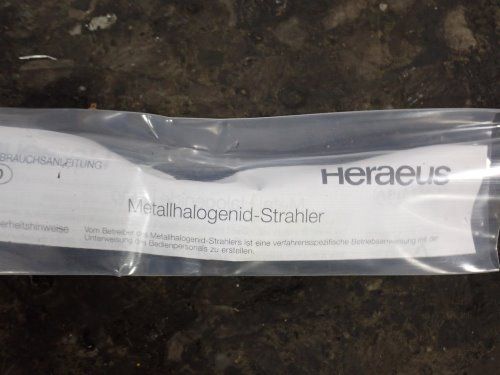 BRAUCHSANLEITUNG
Heraeus
Metallhalogenid-Strahler
erheitshinweise Vom Betreiber des Metallhalogenid-Strahlers ist eine verfahrensspezifische Betriebsanweisung mit der
Unterweisung des Bedienpersonals zu erstellen.